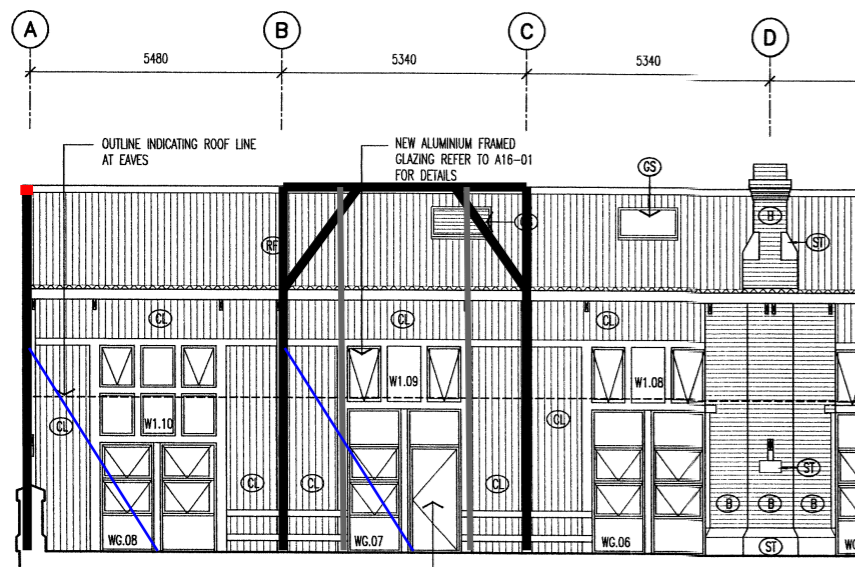 A
B
C
D
5480
5340
5340
OUTLINE INDICATING ROOF LINE
AT EAVES
NEW ALUMINIUM FRAMED
GLAZING REFER TO A16-01
FOR DETAILS
GS
B
ST
RF
CL
CL
CL
W1.09
W1.08
W1.10
CL
CL
CL
CL
CL
ST
B
B
B
WG.08
WG.07
WG.06
ST